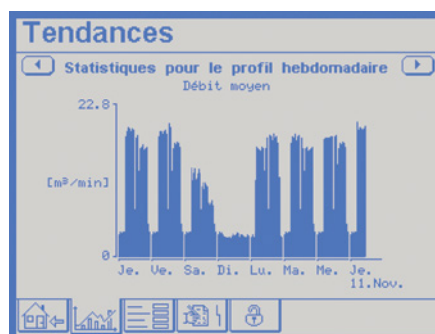 Tendances
Statistiques pour le profil hebdomadaire
Débit moyen
22.8
[m³/min]
0
Je. Ve. Sa. Di. Lu. Ma. Me. Je.
11.Nov.